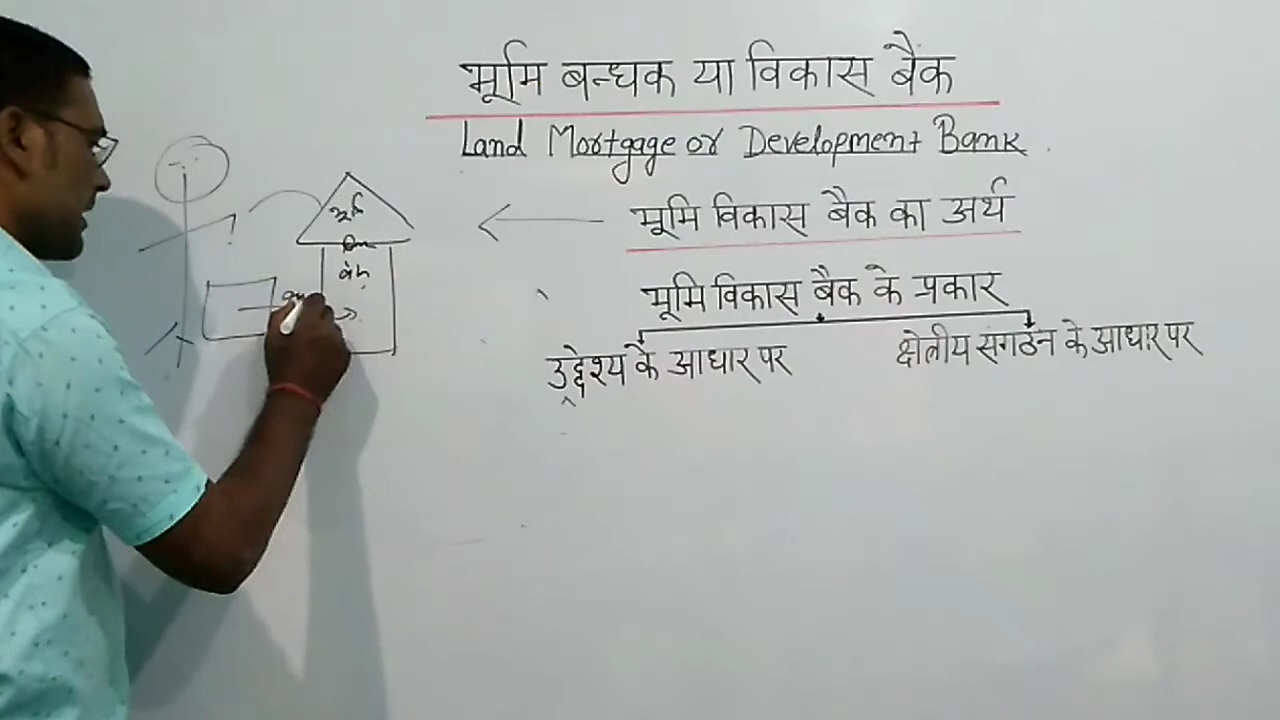 भूमि बन्धक या विकास बैंक
Land Mortgage or Development Bank
भूमि विकास बैंक का अर्थ
भूमि विकास बैंक के प्रकार
उद्देश्य के आधार पर
क्षेत्रीय संगठन के आधार पर